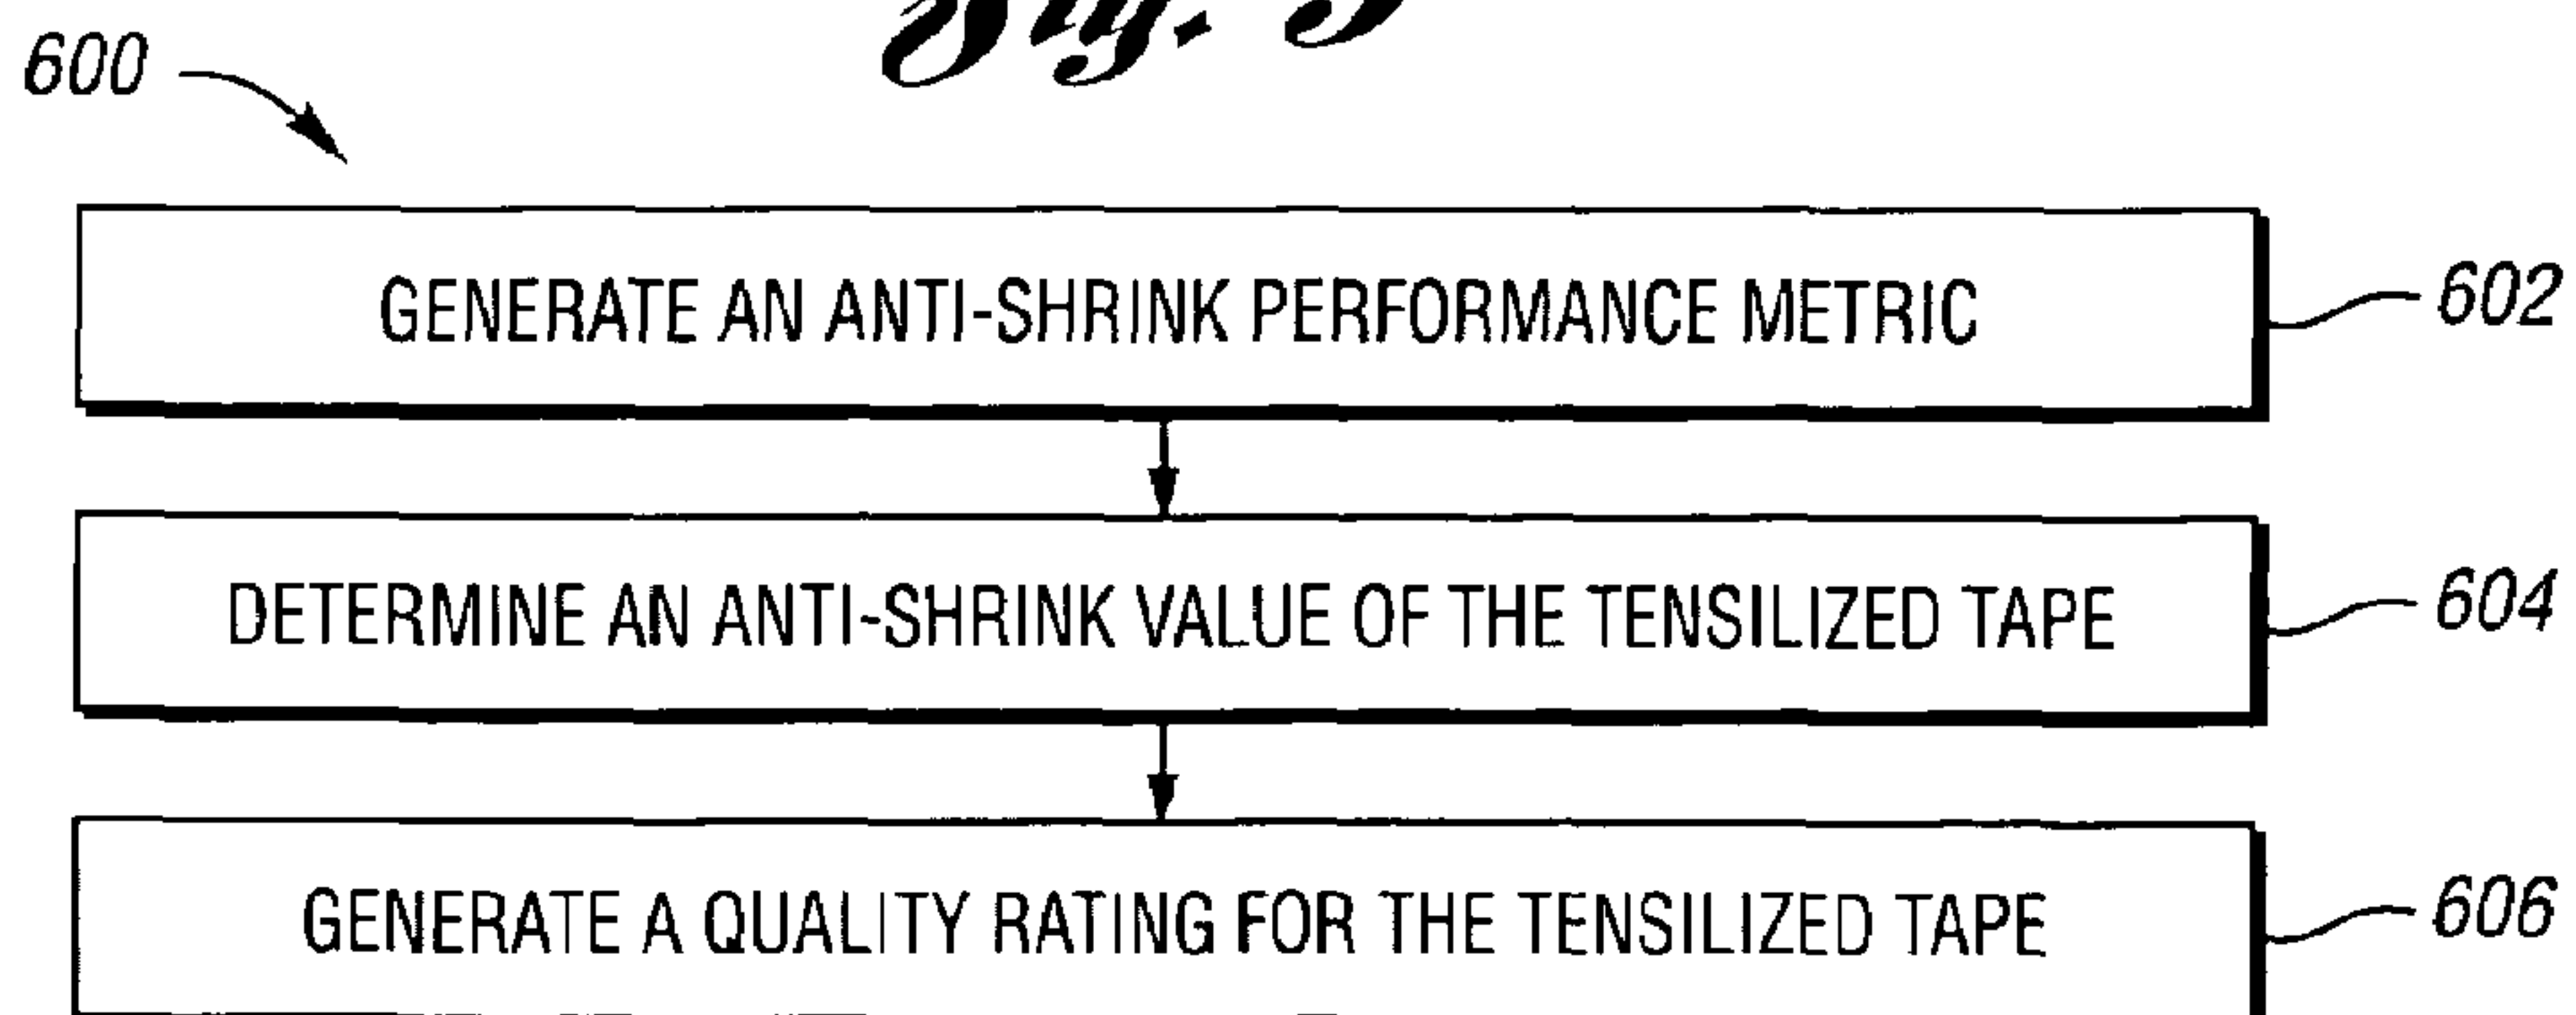 Fig.
600
GENERATE AN ANTI-SHRINK PERFORMANCE METRIC
602
DETERMINE AN ANTI-SHRINK VALUE OF THE TENSILIZED TAPE
604
GENERATE A QUALITY RATING FOR THE TENSILIZED TAPE
606